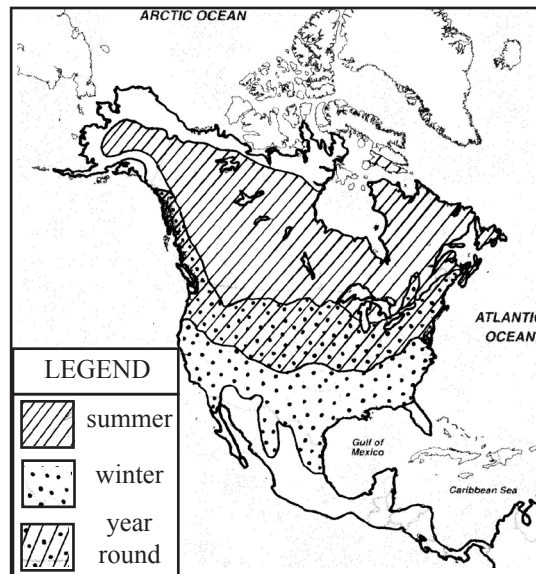 ARCTIC OCEAN
ATLANTIC
OCEAN
LEGEND
summer
winter
year
round
Gulf of
Mexico
Caribbean Sea